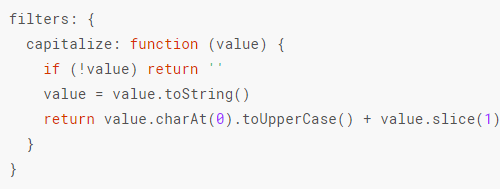 filters: {
  capitalize: function (value) {
    if (!value) return ''
    value = value.toString()
    return value.charAt(0).toUpperCase() + value.slice(1)
  }
}